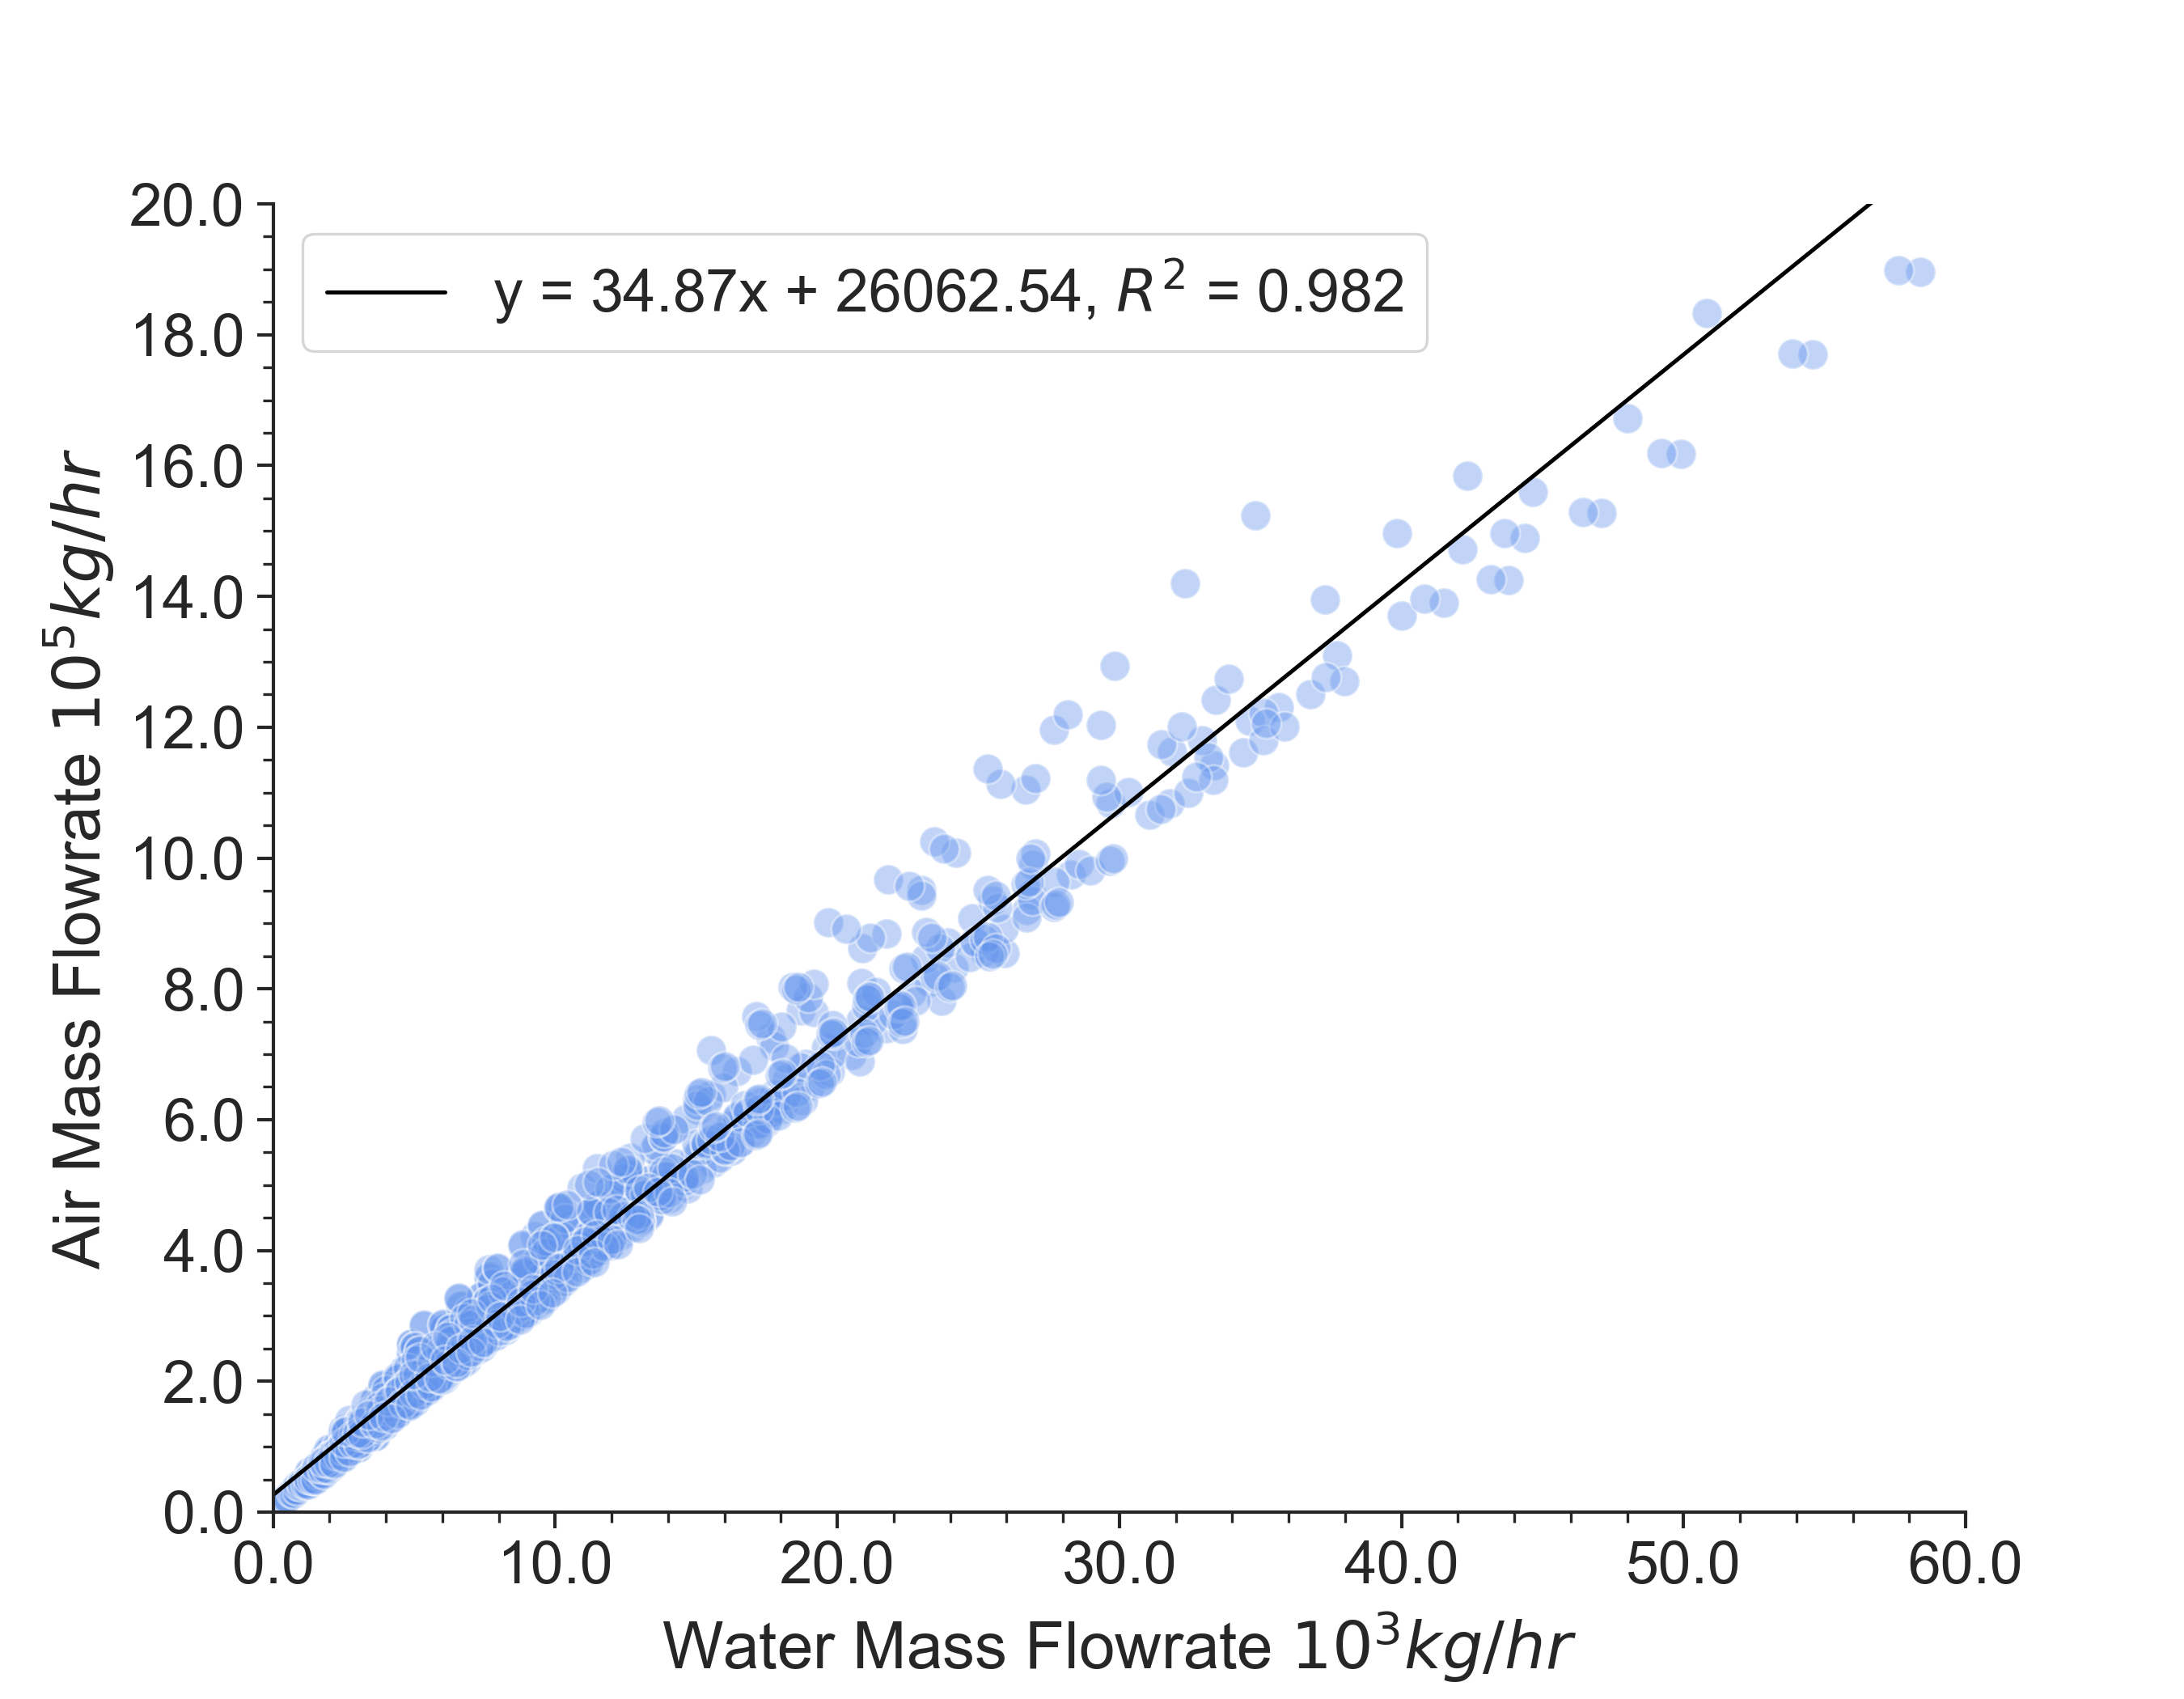 20.0
18.0
16.0
14.0
12.0
10.0
8.0
6.0
4.0
2.0
0.0
Air Mass Flowrate 10⁵kg/hr
y = 34.87x + 26062.54, R² = 0.982
0.0 10.0 20.0 30.0 40.0 50.0 60.0
Water Mass Flowrate 10³kg/hr